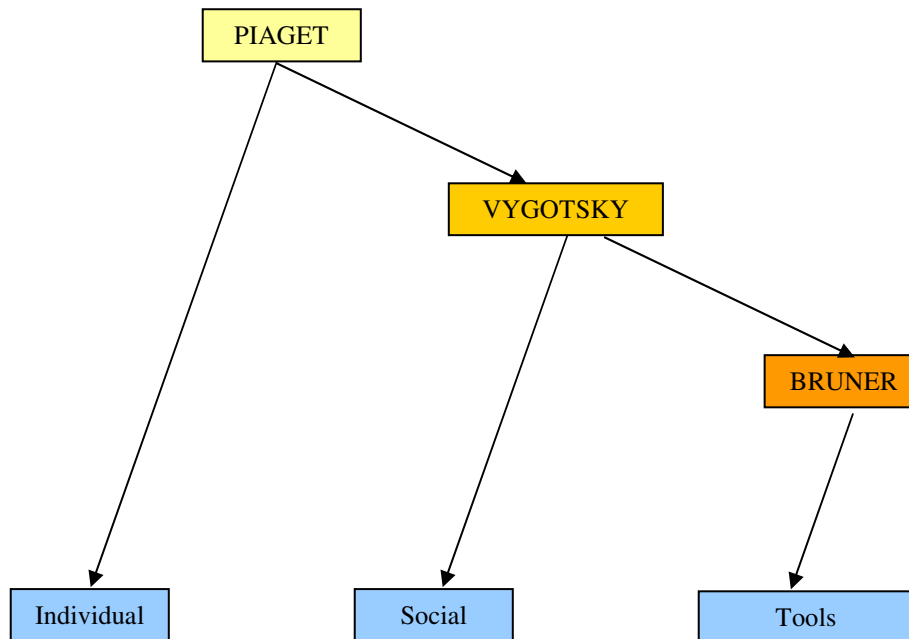 PIAGET
VYGOTSKY
BRUNER
Individual
Social
Tools